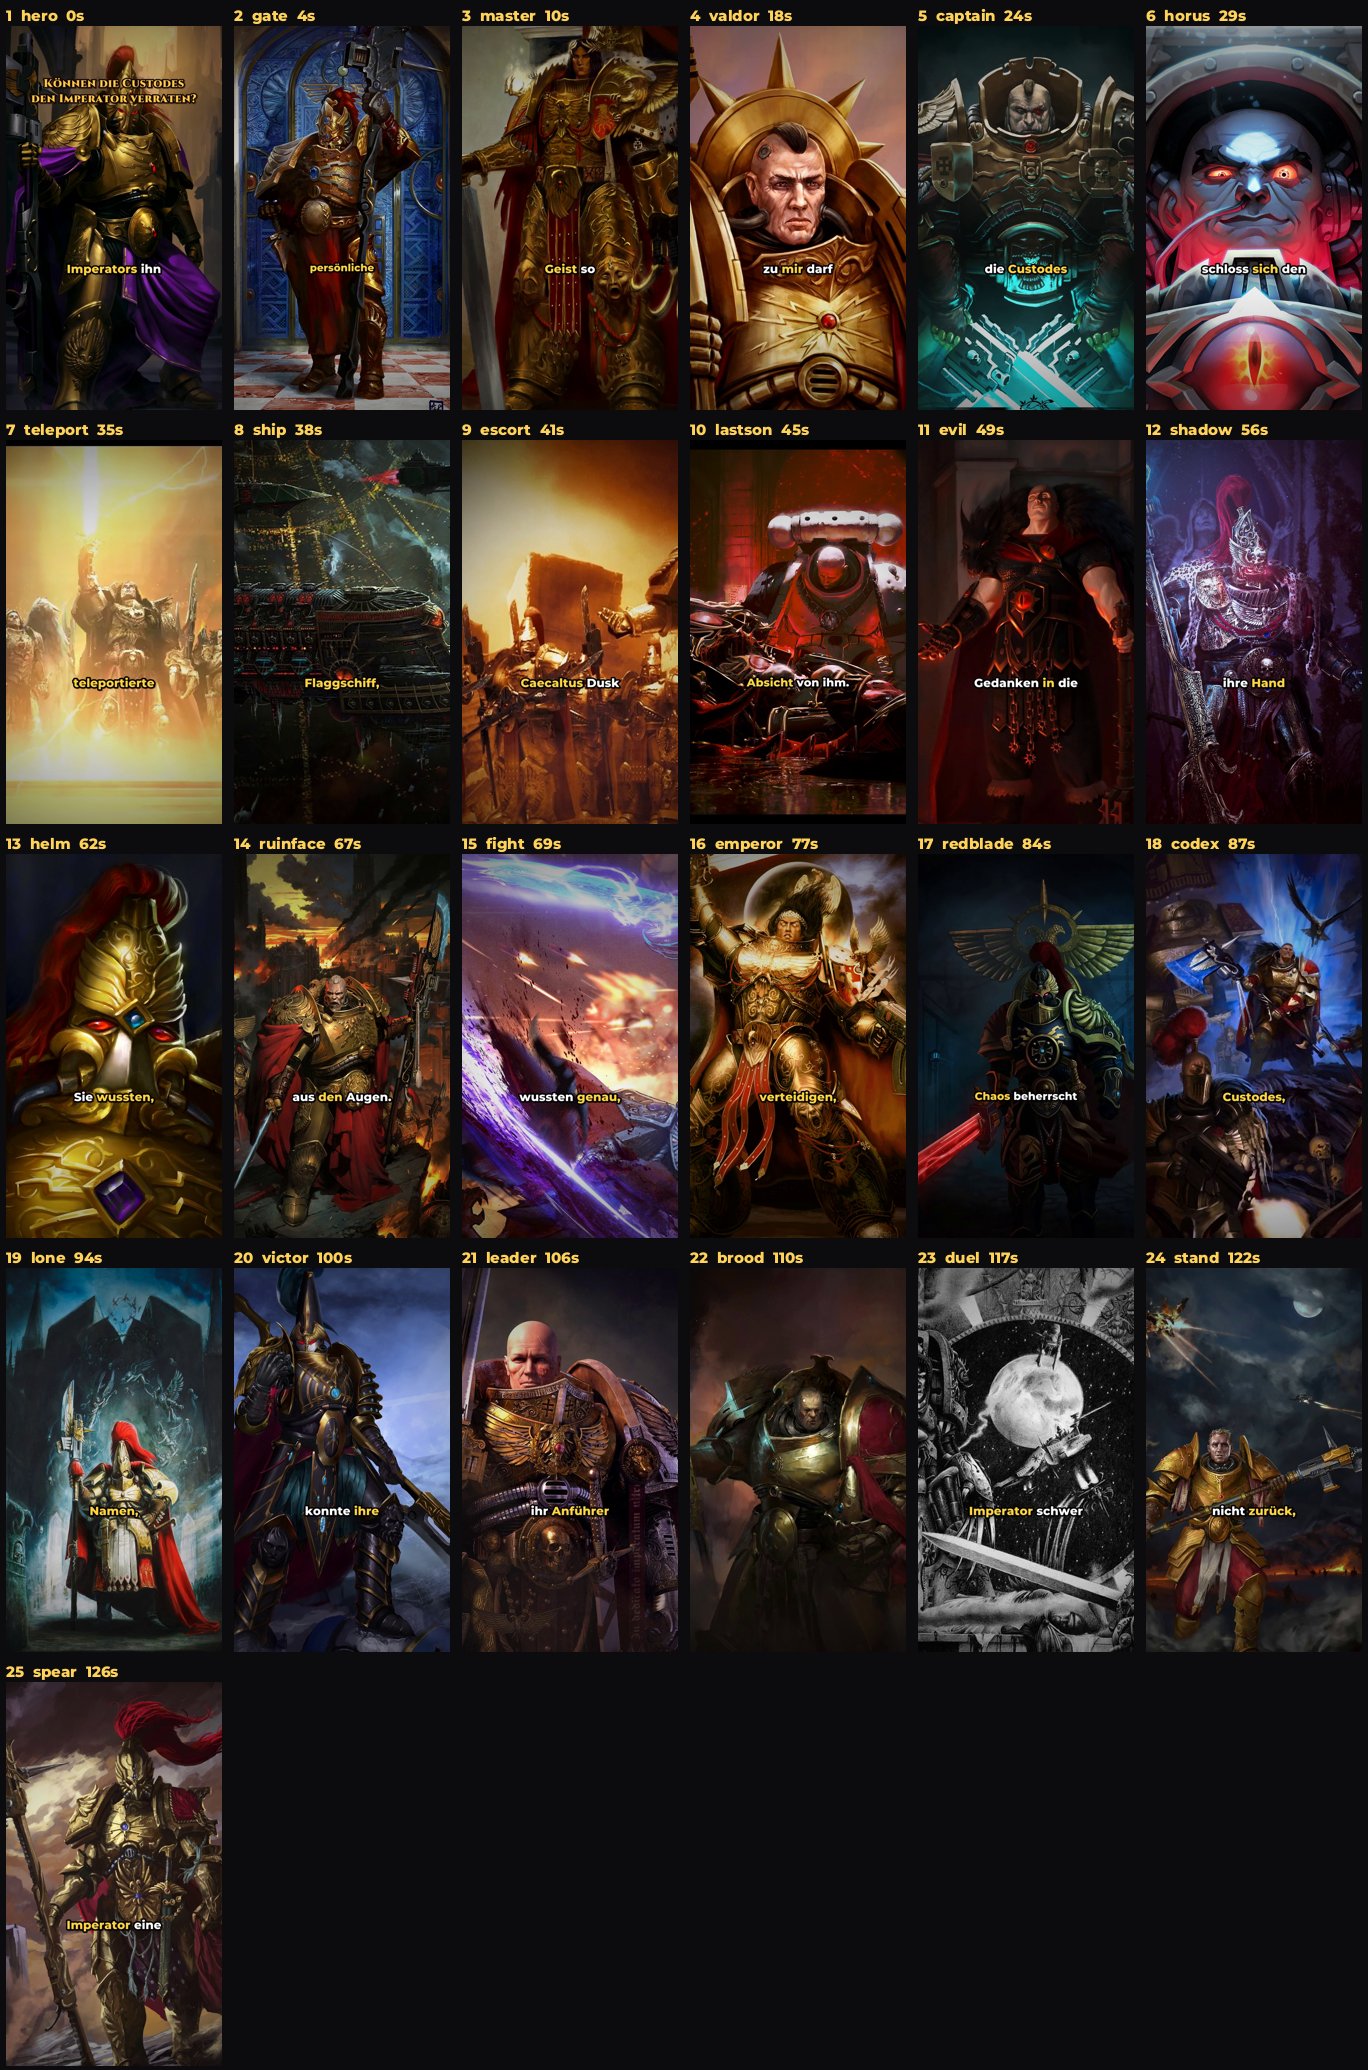 1 hero 0s
KÖNNEN DIE CUSTODES
DEN IMPERATOR VERRATEN?
Imperators ihn
2 gate 4s
persönliche
3 master 10s
Geist so
4 valdor 18s
zu mir darf
5 captain 24s
die Custodes
6 horus 29s
schloss sich den
7 teleport 35s
teleportierte
8 ship 38s
Flaggschiff,
9 escort 41s
Caecaltus Dusk
10 lastson 45s
Absicht von ihm.
11 evil 49s
Gedanken in die
12 shadow 56s
ihre Hand
13 helm 62s
Sie wussten,
14 ruinface 67s
aus den Augen.
15 fight 69s
wussten genau,
16 emperor 77s
verteidigen,
17 redblade 84s
Chaos beherrscht
18 codex 87s
Custodes,
19 lone 94s
Namen,
20 victor 100s
konnte ihre
21 leader 106s
ihr Anführer
22 brood 110s
23 duel 117s
Imperator schwer
24 stand 122s
nicht zurück,
25 spear 126s
Imperator eine